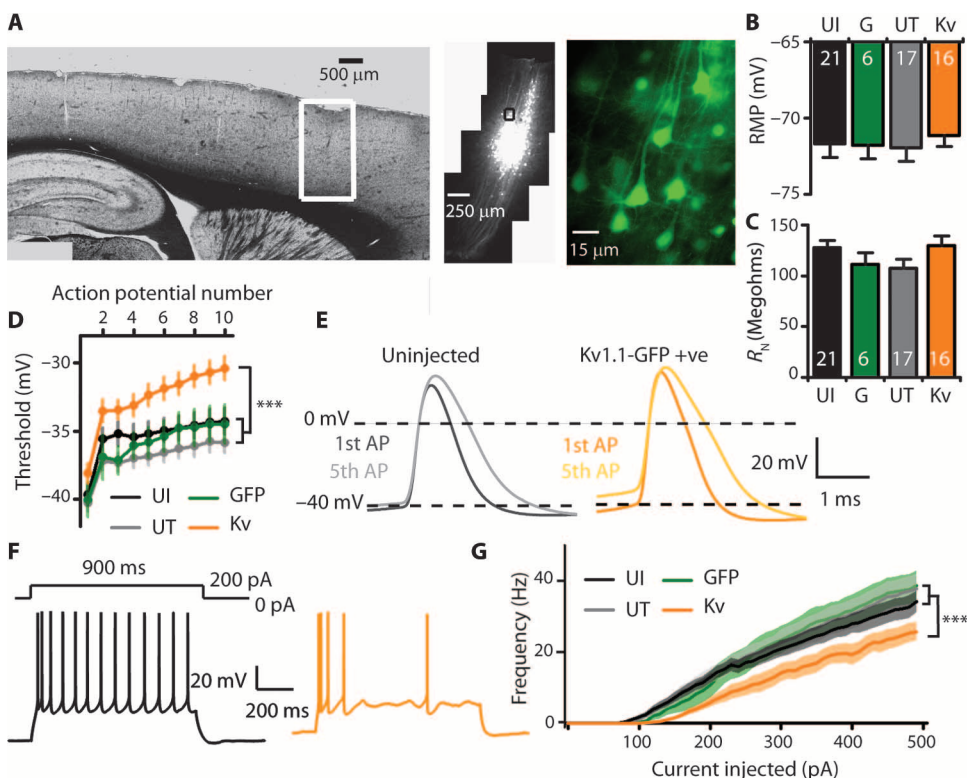 A
500 μm
250 μm
15 μm
B
UI G UT Kv
RMP (mV)
−65
−70
−75
21 6 17 16
C
R_N (Megohms)
150
100
50
0
21 6 17 16
UI G UT Kv
D
Action potential number
2 4 6 8 10
Threshold (mV)
−30
−35
−40
***
UI GFP
UT Kv
E
Uninjected
Kv1.1-GFP +ve
0 mV
1st AP
5th AP
−40 mV
1st AP
5th AP
20 mV
1 ms
F
900 ms
200 pA
0 pA
20 mV
200 ms
G
Frequency (Hz)
40
20
0
UI GFP
UT Kv
***
100 200 300 400 500
Current injected (pA)